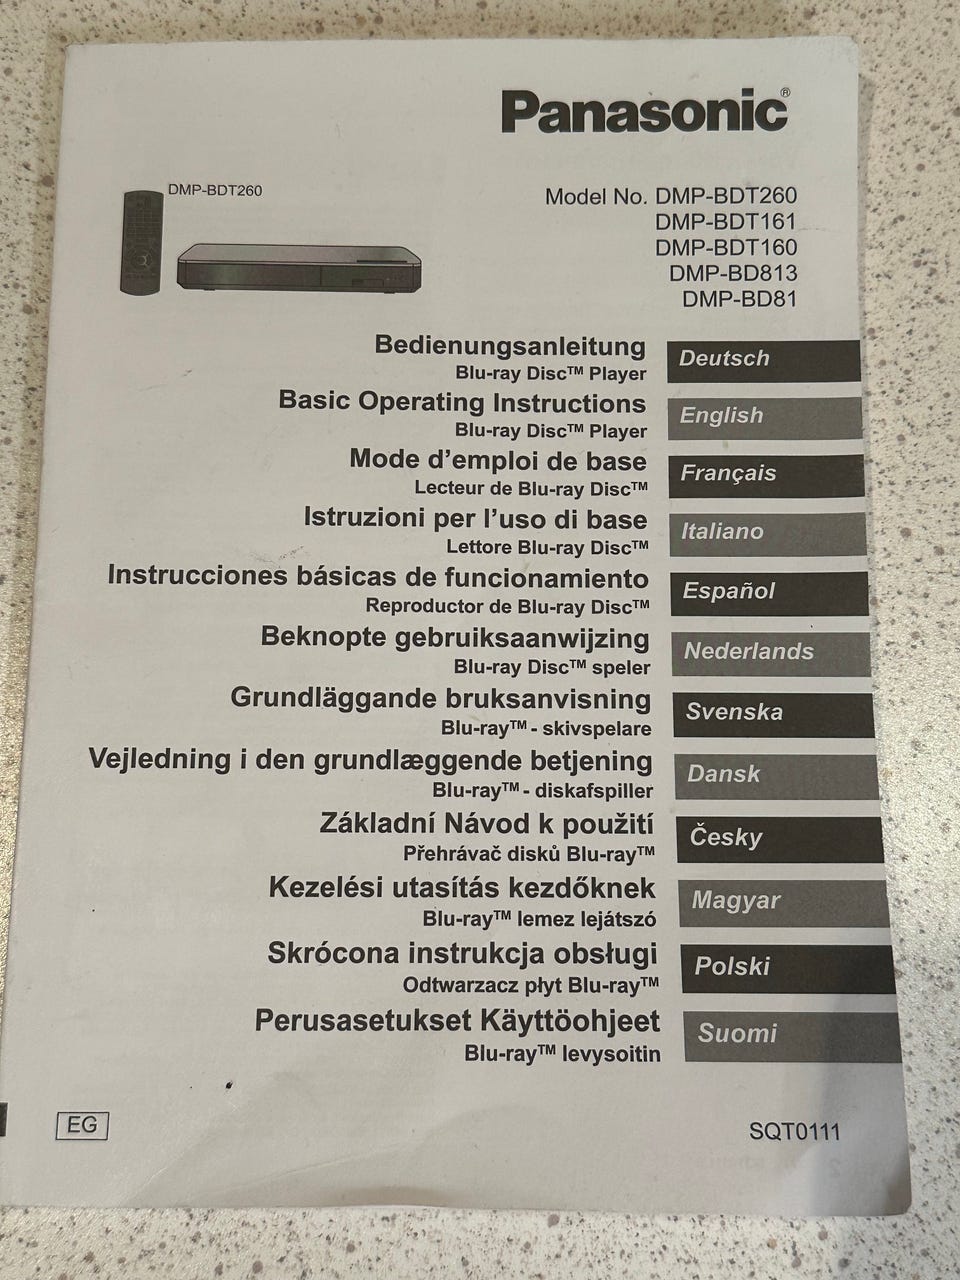 Panasonic®
DMP-BDT260
Model No. DMP-BDT260
DMP-BDT161
DMP-BDT160
DMP-BD813
DMP-BD81
Bedienungsanleitung
Blu-ray Disc™ Player
Deutsch
Basic Operating Instructions
Blu-ray Disc™ Player
English
Mode d’emploi de base
Lecteur de Blu-ray Disc™
Français
Istruzioni per l’uso di base
Lettore Blu-ray Disc™
Italiano
Instrucciones básicas de funcionamiento
Reproductor de Blu-ray Disc™
Español
Beknopte gebruiksaanwijzing
Blu-ray Disc™ speler
Nederlands
Grundläggande bruksanvisning
Blu-ray™ - skivspelare
Svenska
Vejledning i den grundlæggende betjening
Blu-ray™ - diskafspiller
Dansk
Základní Návod k použití
Přehrávač disků Blu-ray™
Česky
Kezelési utasítás kezdőknek
Blu-ray™ lemez lejátszó
Magyar
Skrócona instrukcja obsługi
Odtwarzacz płyt Blu-ray™
Polski
Perusasetukset Käyttöohjeet
Blu-ray™ levysoitin
Suomi
EG
SQT0111